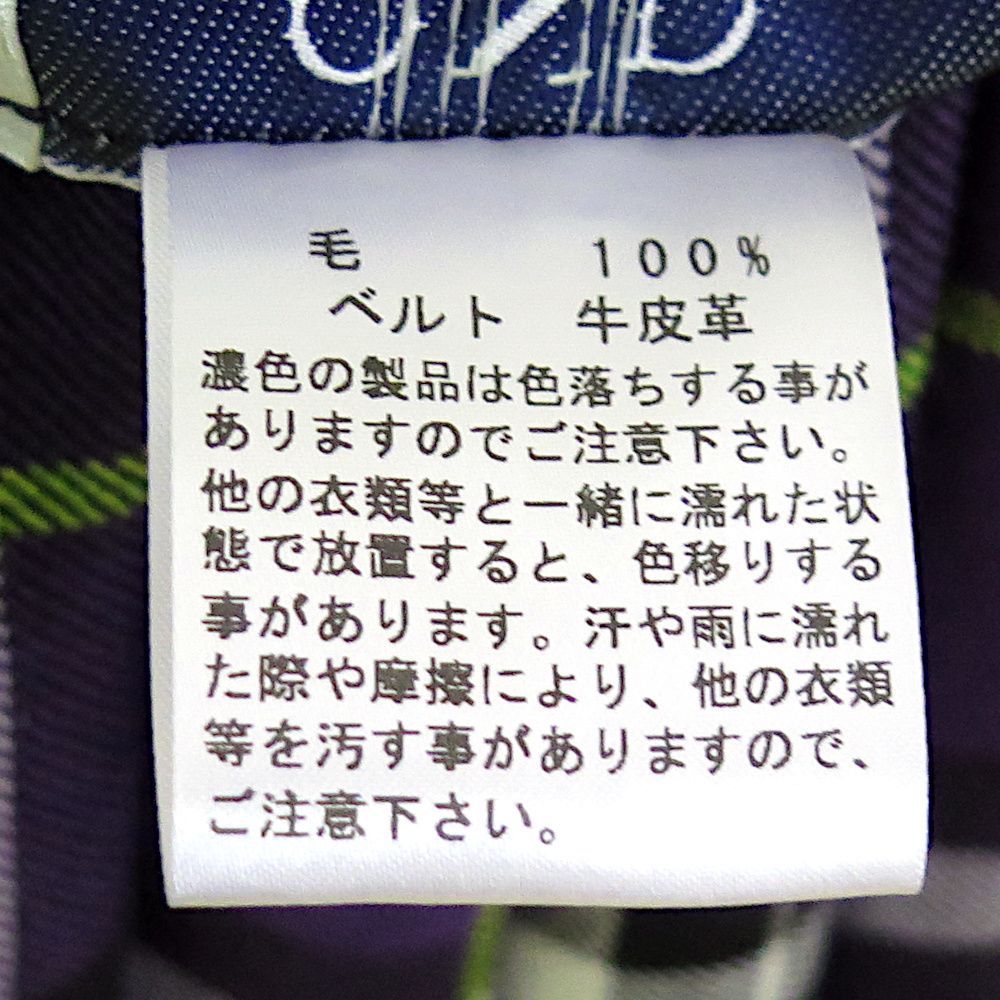 毛　１００％
ベルト　牛皮革
濃色の製品は色落ちする事が
ありますのでご注意下さい。
他の衣類等と一緒に濡れた状
態で放置すると、色移りする
事があります。汗や雨に濡れ
た際や摩擦により、他の衣類
等を汚す事がありますので、
ご注意下さい。